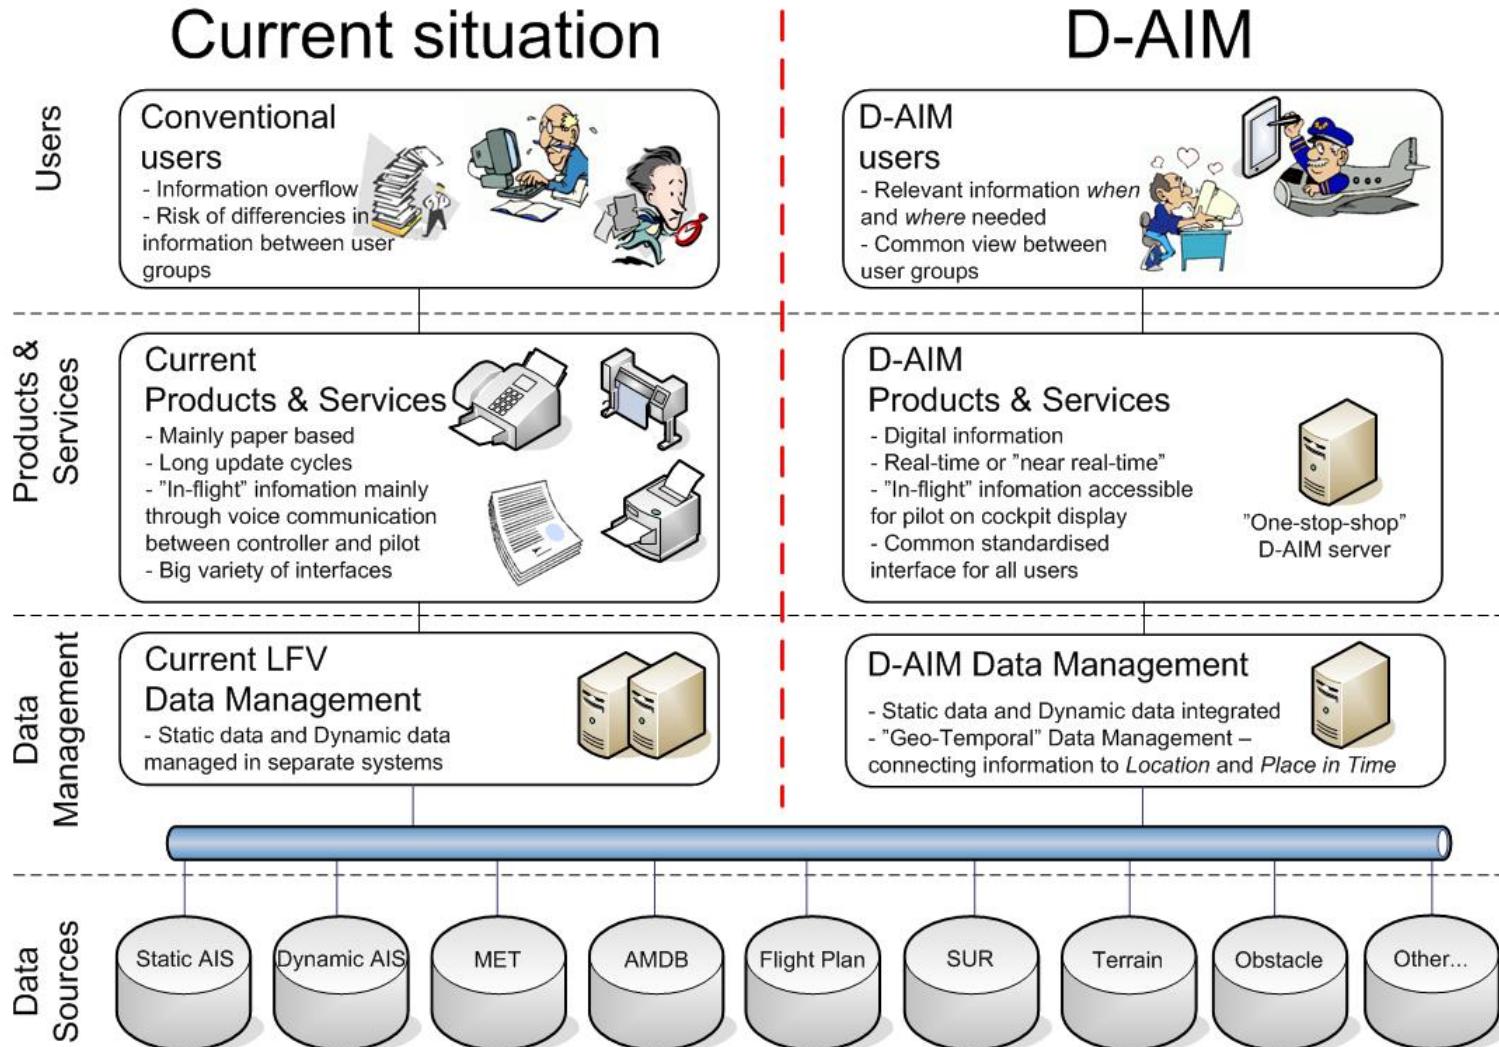 Current situation
D-AIM
Users
Conventional
users
- Information overflow
- Risk of differencies in
information between user
groups
D-AIM
users
- Relevant information when
and where needed
- Common view between
user groups
Products &
Services
Current
Products & Services
- Mainly paper based
- Long update cycles
- ”In-flight” infomation mainly
through voice communication
between controller and pilot
- Big variety of interfaces
D-AIM
Products & Services
- Digital information
- Real-time or ”near real-time”
- ”In-flight” infomation accessible
for pilot on cockpit display
- Common standardised
interface for all users
”One-stop-shop”
D-AIM server
Data
Management
Current LFV
Data Management
- Static data and Dynamic data
managed in separate systems
D-AIM Data Management
- Static data and Dynamic data integrated
- ”Geo-Temporal” Data Management –
connecting information to Location and Place in Time
Data
Sources
Static AIS
Dynamic AIS
MET
AMDB
Flight Plan
SUR
Terrain
Obstacle
Other...